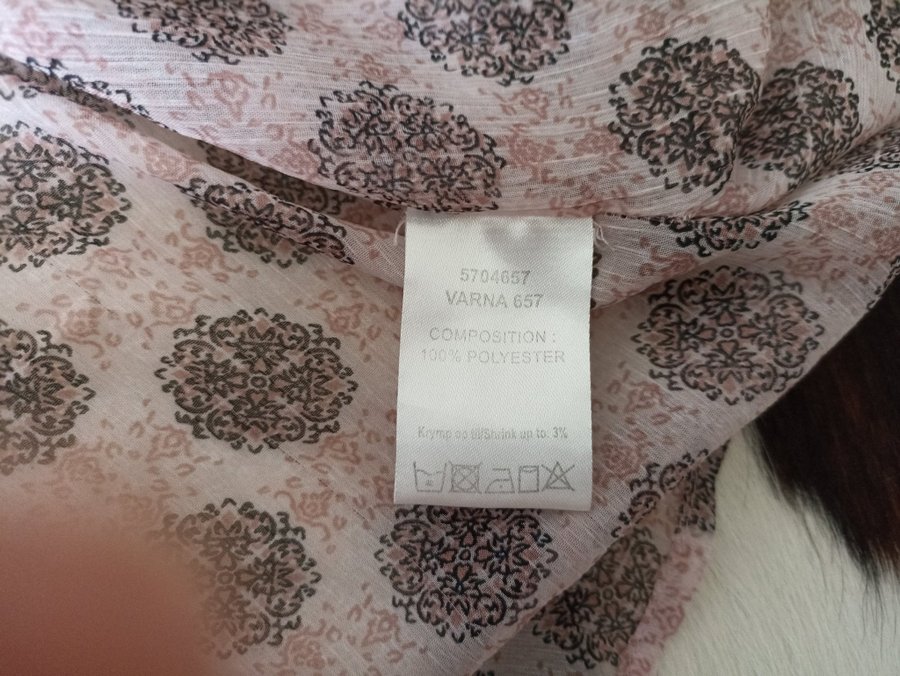 5704657
VARNA 657
COMPOSITION :
100% POLYESTER
Krymp op til/Shrink up to: 3%